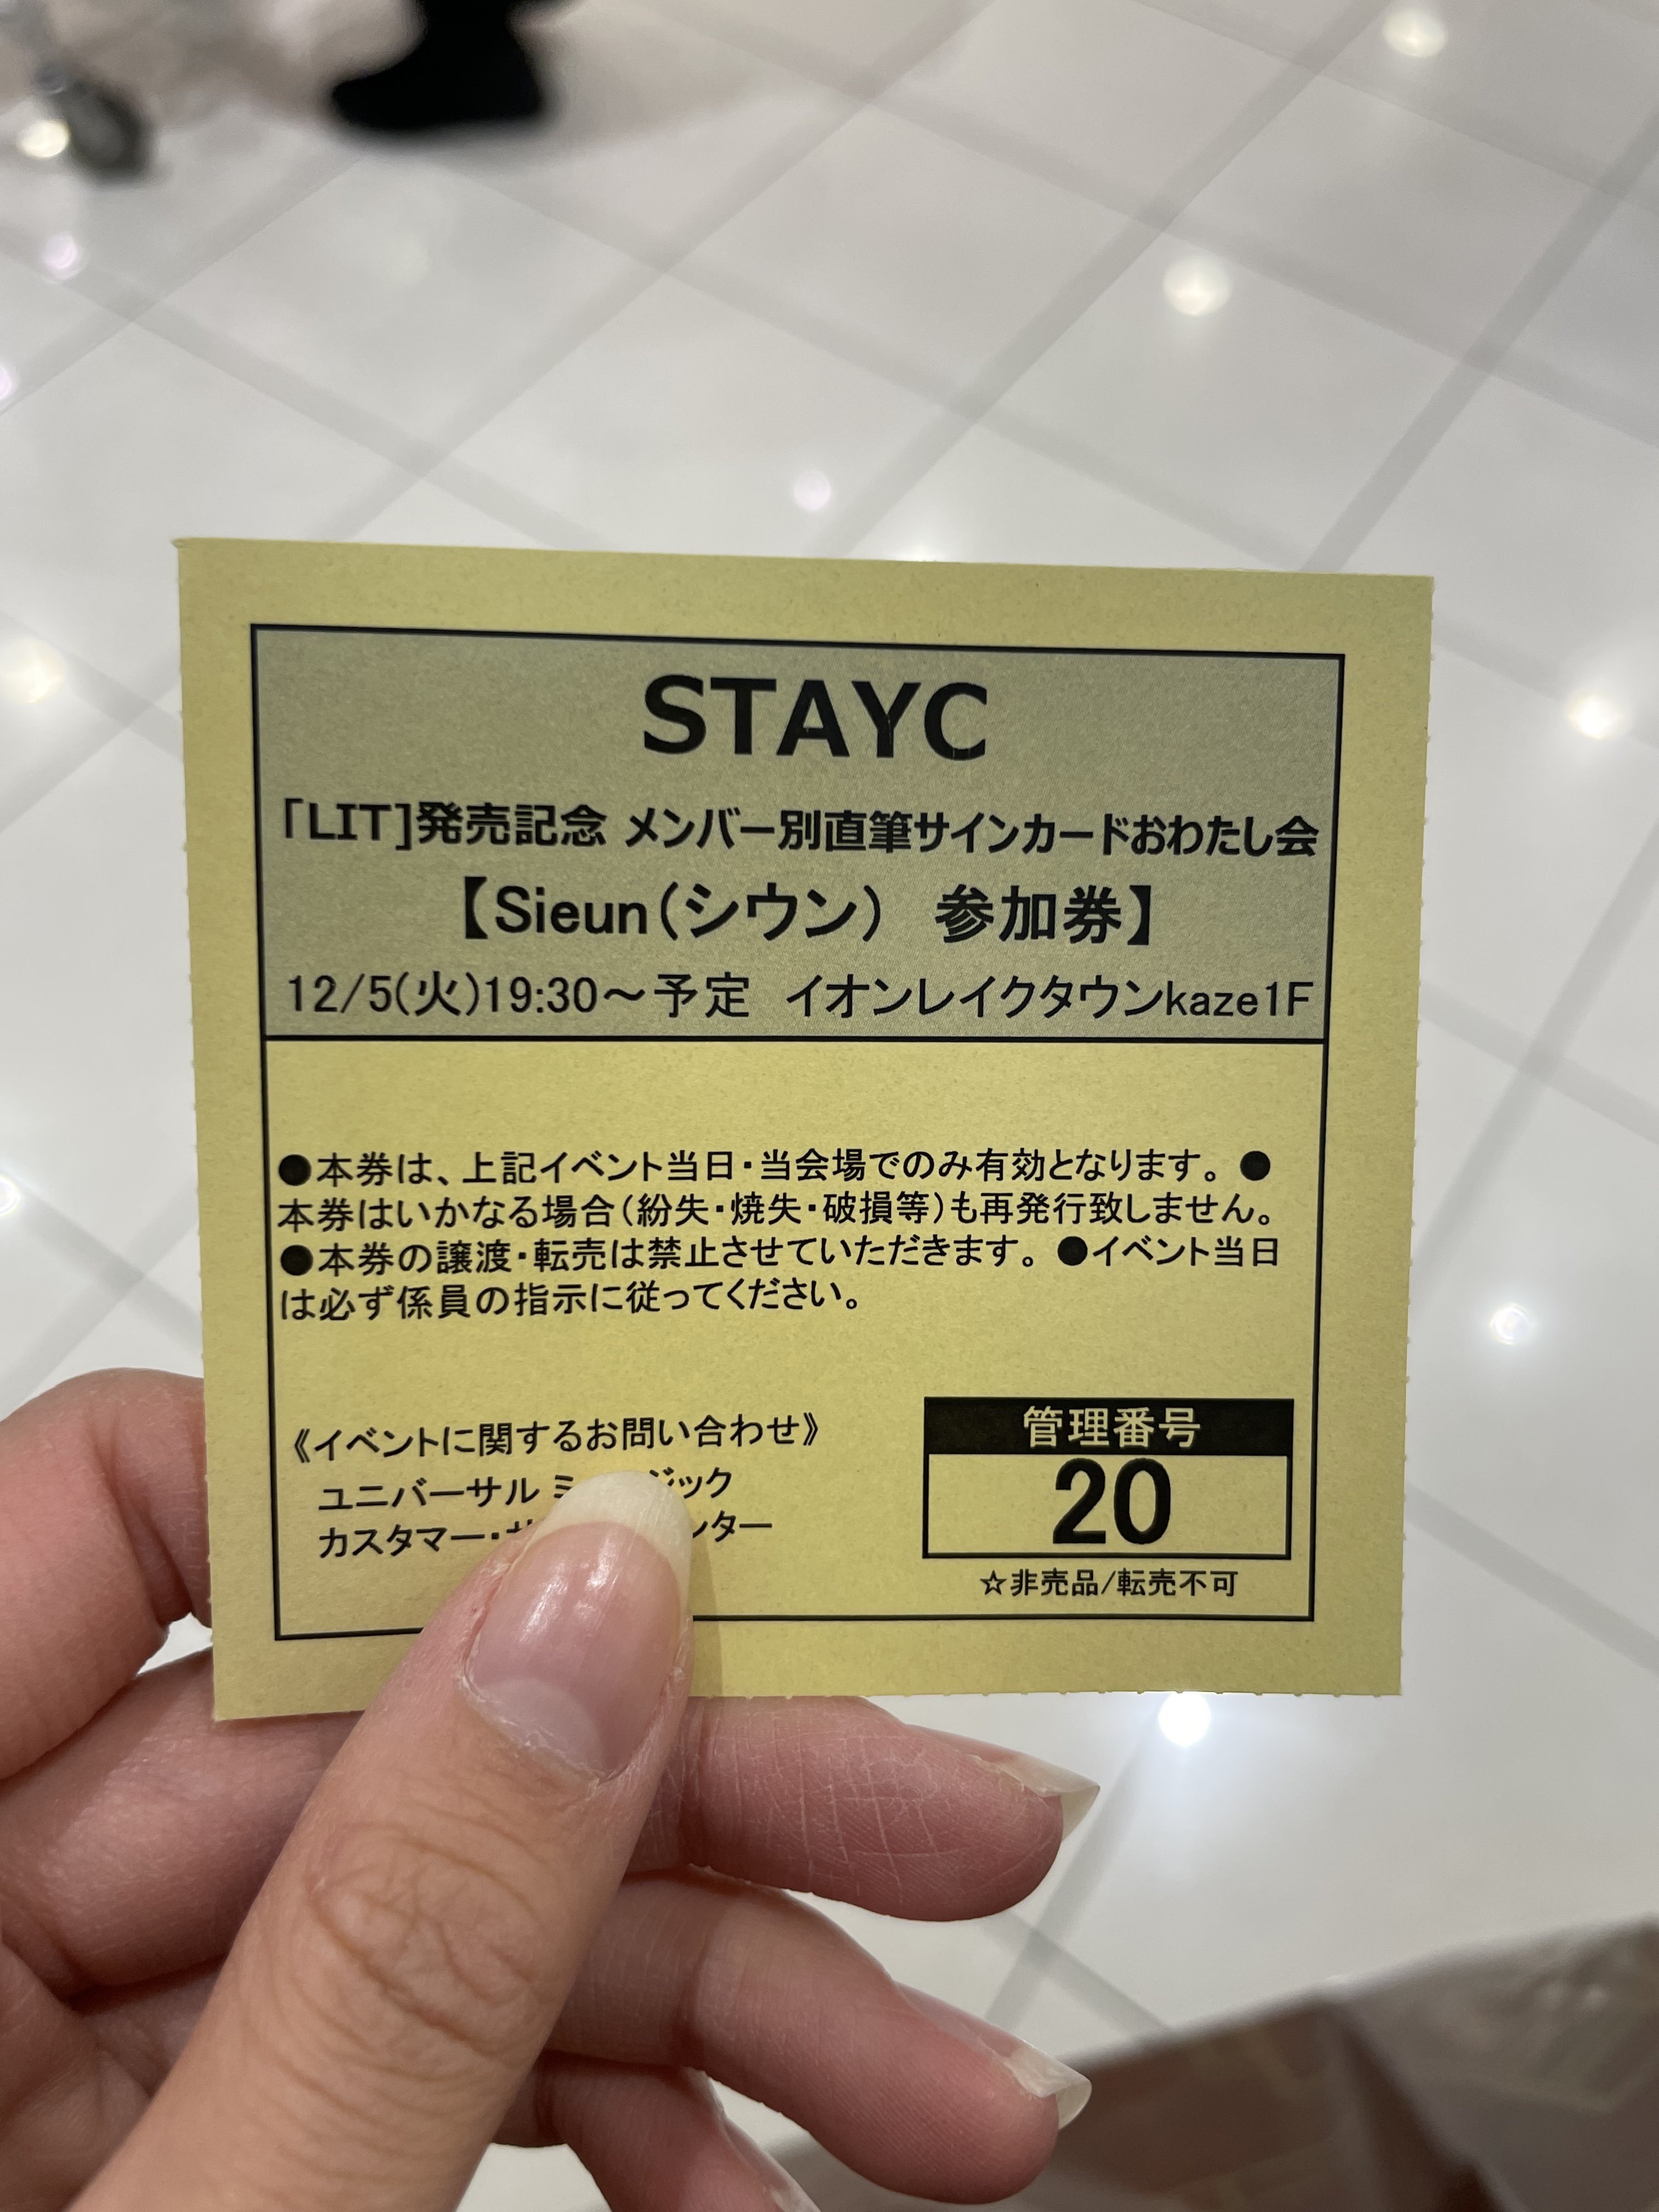 STAYC
「LIT]発売記念 メンバー別直筆サインカードおわたし会
【Sieun(シウン) 参加券】
12/5(火)19:30～予定 イオンレイクタウンkaze1F
●本券は、上記イベント当日・当会場でのみ有効となります。●
本券はいかなる場合(紛失・焼失・破損等)も再発行致しません。
●本券の譲渡・転売は禁止させていただきます。●イベント当日
は必ず係員の指示に従ってください。
《イベントに関するお問い合わせ》
ユニバーサル
カスタマー・
管理番号
20
☆非売品/転売不可